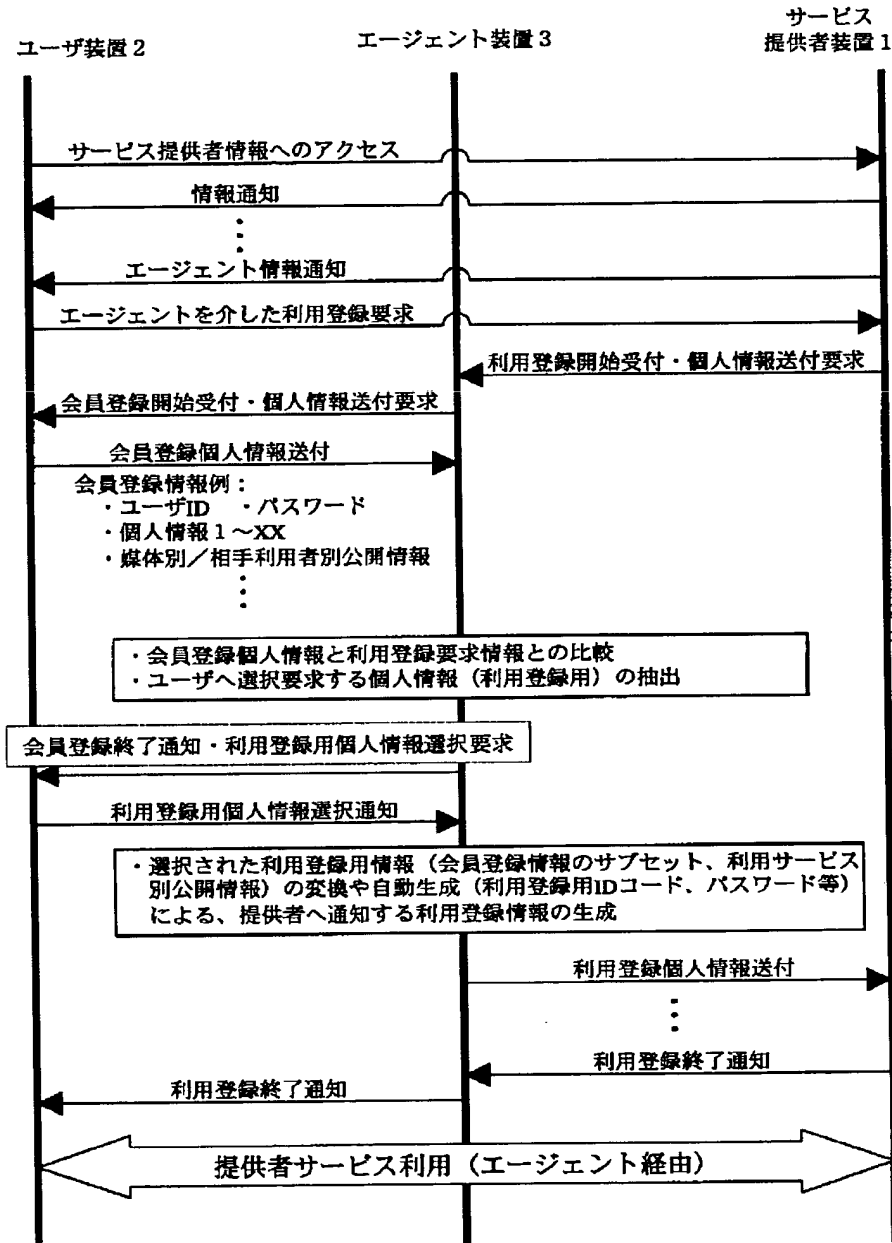 ユーザ装置2
エージェント装置3
サービス
提供者装置1
サービス提供者情報へのアクセス
情報通知
エージェント情報通知
エージェントを介した利用登録要求
利用登録開始受付・個人情報送付要求
会員登録開始受付・個人情報送付要求
会員登録個人情報送付
会員登録情報例：
・ユーザID ・パスワード
・個人情報1～XX
・媒体別／相手利用者別公開情報
・会員登録個人情報と利用登録要求情報との比較
・ユーザへ選択要求する個人情報（利用登録用）の抽出
会員登録終了通知・利用登録用個人情報選択要求
利用登録用個人情報選択通知
・選択された利用登録用情報（会員登録情報のサブセット、利用サービス
別公開情報）の変換や自動生成（利用登録用IDコード、パスワード等）
による、提供者へ通知する利用登録情報の生成
利用登録個人情報送付
利用登録終了通知
利用登録終了通知
提供者サービス利用（エージェント経由）